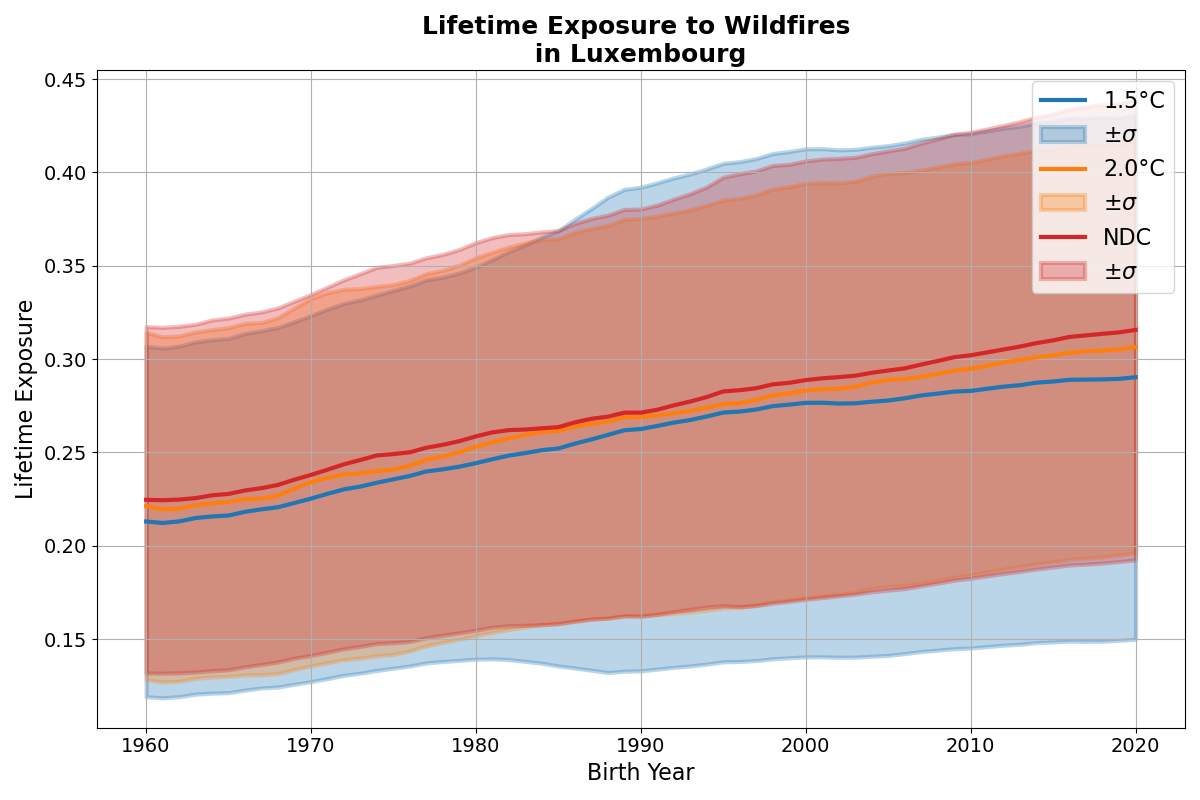 Lifetime Exposure to Wildfires
in Luxembourg
0.45
0.40
0.35
0.30
0.25
0.20
0.15
Lifetime Exposure
1960
1970
1980
1990
2000
2010
2020
Birth Year
1.5°C
±σ
2.0°C
±σ
NDC
±σ